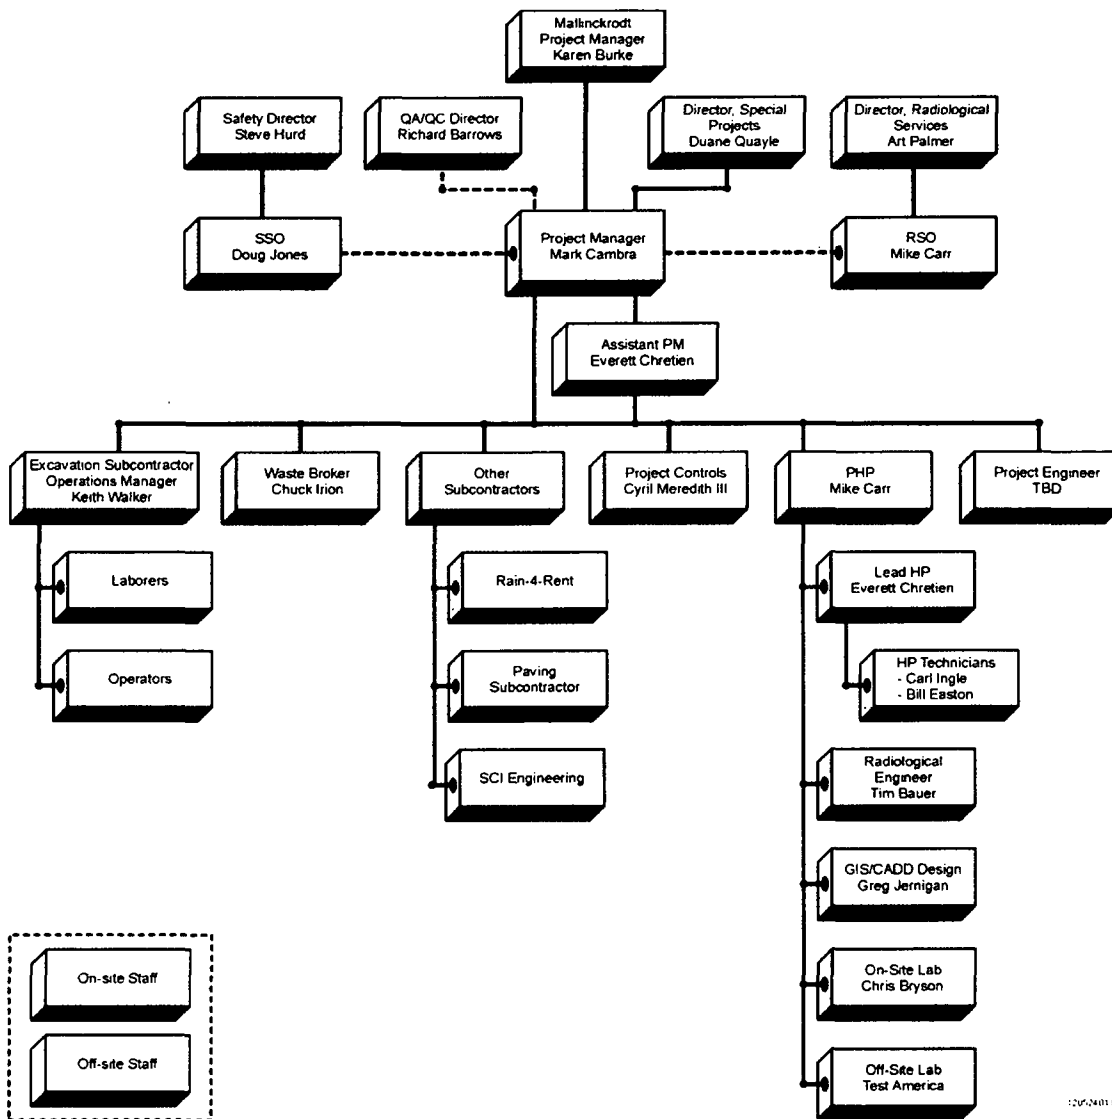 Mallinckrodt
Project Manager
Karen Burke
Safety Director
Steve Hurd
QA/QC Director
Richard Barrows
Director, Special
Projects
Duane Quayle
Director, Radiological
Services
Art Palmer
SSO
Doug Jones
Project Manager
Mark Cambra
RSO
Mike Carr
Assistant PM
Everett Chretien
Excavation Subcontractor
Operations Manager
Keith Walker
Waste Broker
Chuck Irion
Other
Subcontractors
Project Controls
Cyril Meredith III
PHP
Mike Carr
Project Engineer
TBD
Laborers
Operators
Rain-4-Rent
Paving
Subcontractor
SCI Engineering
Lead HP
Everett Chretien
HP Technicians
- Carl Ingle
- Bill Easton
Radiological
Engineer
Tim Bauer
GIS/CADD Design
Greg Jernigan
On-Site Lab
Chris Bryson
Off-Site Lab
Test America
On-site Staff
Off-site Staff